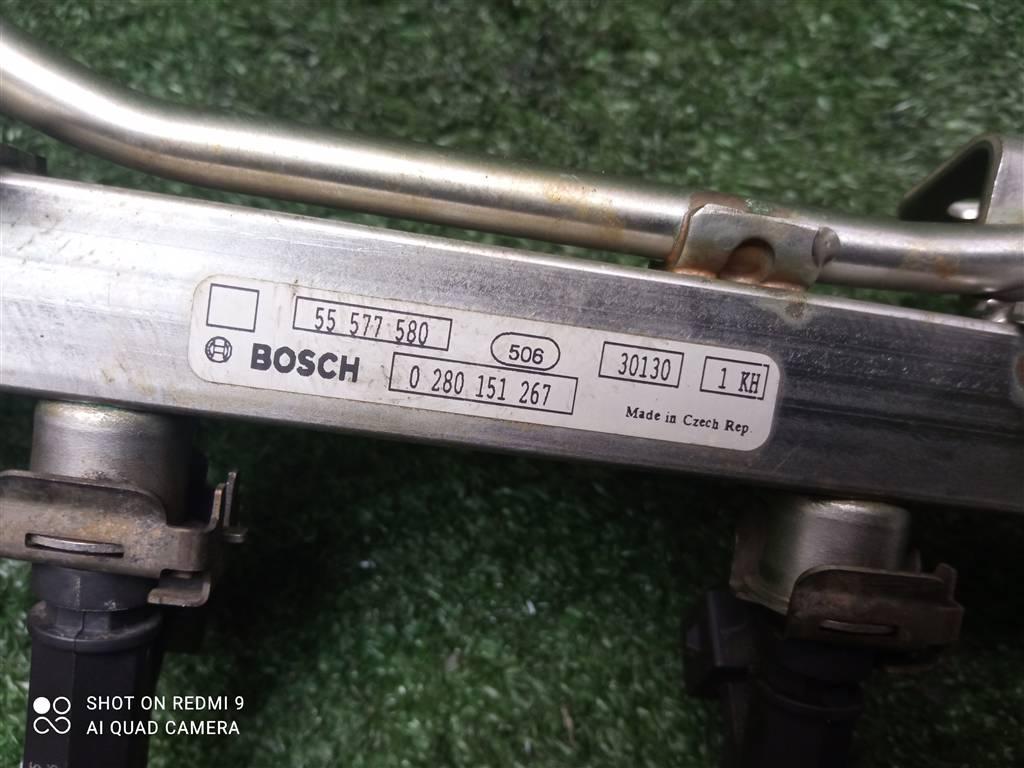 55 577 580
BOSCH
0 280 151 267
506
30130
1 KH
Made in Czech Rep.
SHOT ON REDMI 9
AI QUAD CAMERA